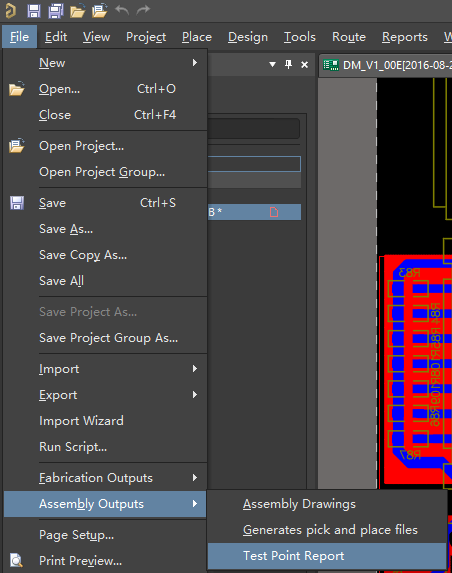 File Edit View Project Place Design Tools Route Reports
DM_V1_00E[2016-08-2
New
Open... Ctrl+O
Close Ctrl+F4
Open Project...
Open Project Group...
Save Ctrl+S
B *
Save As...
Save Copy As...
Save All
Save Project As...
Save Project Group As...
Import
Export
Import Wizard
Run Script...
Fabrication Outputs
Assembly Outputs
Assembly Drawings
Generates pick and place files
Test Point Report
Page Setup...
Print Preview...
R83
R87